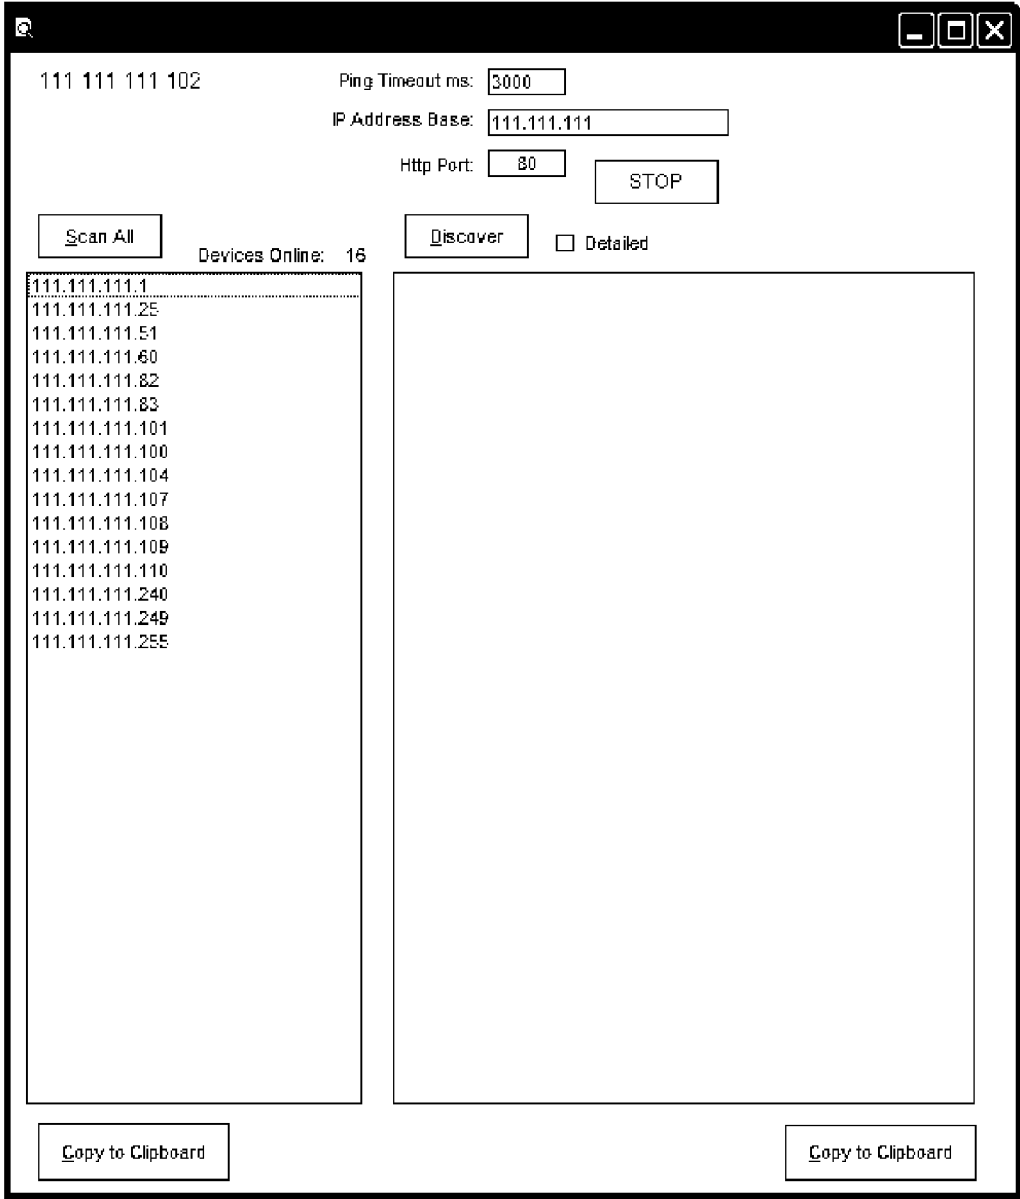 111 111 111 102
Ping Timeout ms: 3000
IP Address Base: 111.111.111
Http Port: 80
STOP
Scan All
Devices Online: 16
Discover
Detailed
111.111.111.1
111.111.111.25
111.111.111.51
111.111.111.60
111.111.111.82
111.111.111.83
111.111.111.101
111.111.111.100
111.111.111.104
111.111.111.107
111.111.111.108
111.111.111.109
111.111.111.110
111.111.111.240
111.111.111.249
111.111.111.255
Copy to Clipboard
Copy to Clipboard